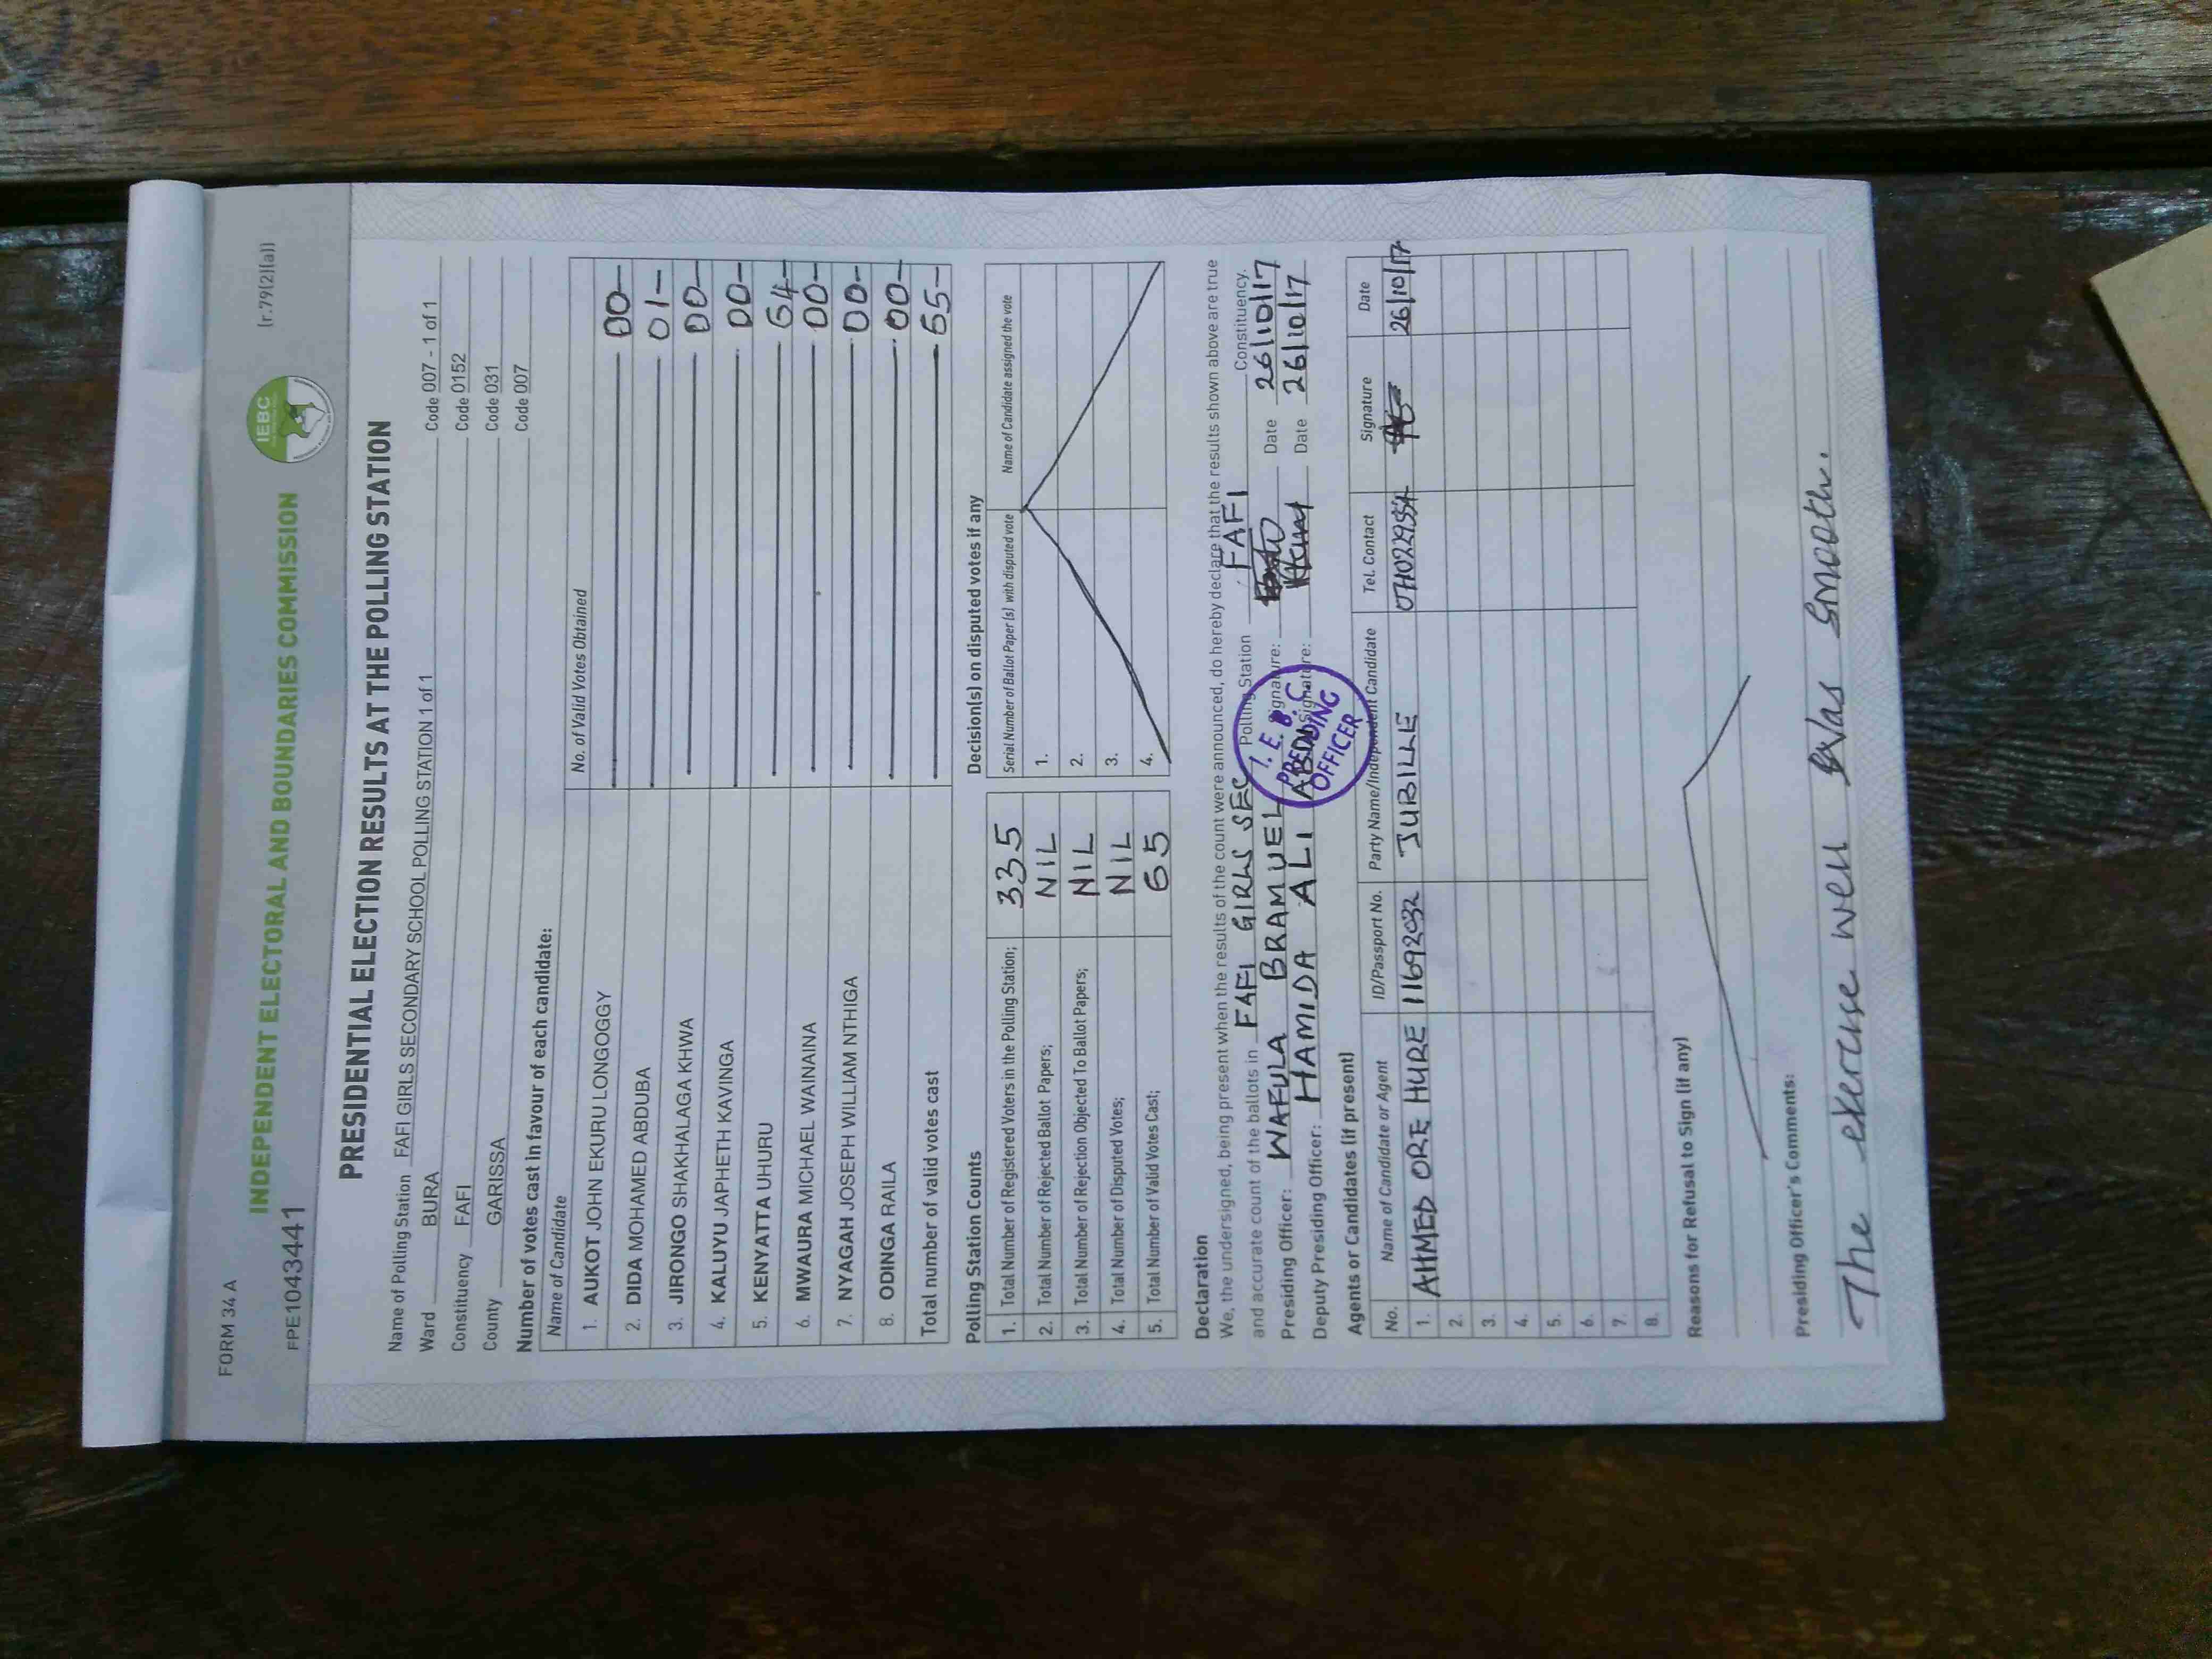 FORM 34 A
[r.79(2)(a)]
INDEPENDENT ELECTORAL AND BOUNDARIES COMMISSION
IEBC
FPE1043441
PRESIDENTIAL ELECTION RESULTS AT THE POLLING STATION
Name of Polling Station FAFI GIRLS SECONDARY SCHOOL POLLING STATION 1 of 1 Code 007 - 1 of 1
Ward BURA Code 0152
Constituency FAFI Code 031
County GARISSA Code 007
Number of votes cast in favour of each candidate:
Name of Candidate No. of Valid Votes Obtained
1. AUKOT JOHN EKURU LONGOGGY 00
2. DIDA MOHAMED ABDUBA 01
3. JIRONGO SHAKHALAGA KHWA 00
4. KALUYU JAPHETH KAVINGA 00
5. KENYATTA UHURU 64
6. MWAURA MICHAEL WAINAINA 00
7. NYAGAH JOSEPH WILLIAM NTHIGA 00
8. ODINGA RAILA 00
Total number of valid votes cast 65
Polling Station Counts
1. Total Number of Registered Voters in the Polling Station; 335
2. Total Number of Rejected Ballot Papers; NIL
3. Total Number of Rejection Objected To Ballot Papers; NIL
4. Total Number of Disputed Votes; NIL
5. Total Number of Valid Votes Cast; 65
Decision(s) on disputed votes if any
Serial Number of Ballot Paper(s) with disputed vote Name of Candidate assigned the vote
1.
2.
3.
4.
Declaration
We, the undersigned, being present when the results of the count were announced, do hereby declare that the results shown above are true
and accurate count of the ballots in FAFI GIRLS SEC Polling Station FAFI Constituency.
Presiding Officer: WAFULA BRAMUEL Signature: Date 26/10/17
Deputy Presiding Officer: HAMIDA ALI ABDI Signature: Date 26/10/17
I.E.B.C
PRESIDING
OFFICER
Agents or Candidates (if present)
No. Name of Candidate or Agent ID/Passport No. Party Name/Independent Candidate Tel. Contact Signature Date
1. AHMED ORE HURE 11692032 JUBILEE 26/10/17
2.
3.
4.
5.
6.
7.
8.
Reasons for Refusal to Sign (if any)
Presiding Officer's Comments:
The exercise well was smooth.